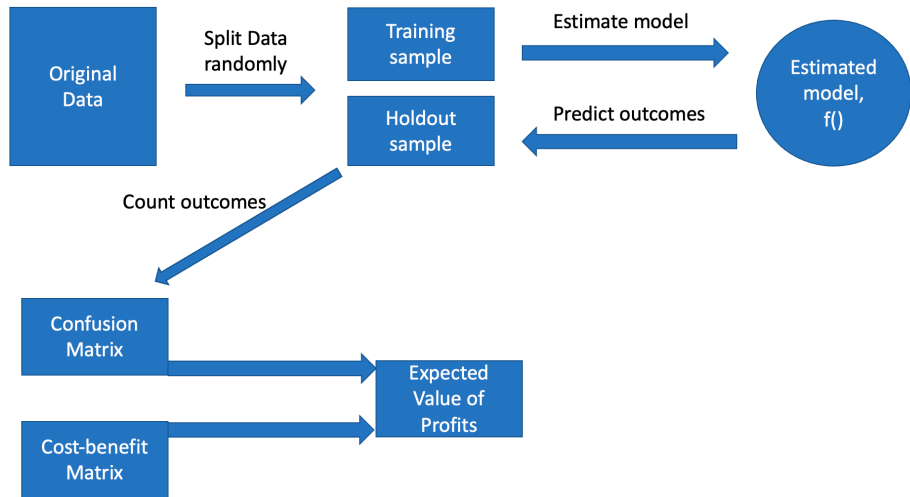 Original
Data
Split Data
randomly
Training
sample
Holdout
sample
Estimate model
Predict outcomes
Estimated
model,
f()
Count outcomes
Confusion
Matrix
Cost-benefit
Matrix
Expected
Value of
Profits